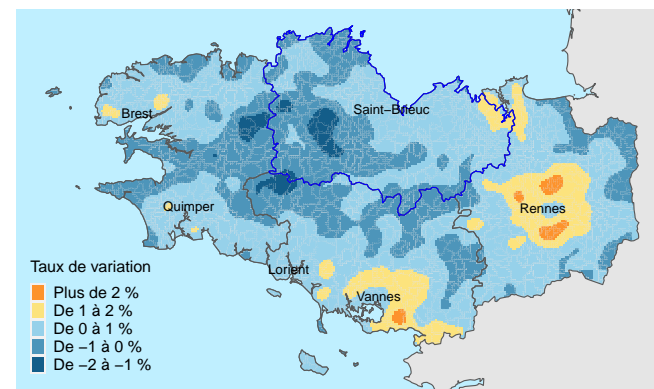 Saint–Brieuc
Brest
Rennes
Quimper
Lorient
Vannes
Taux de variation
Plus de 2 %
De 1 à 2 %
De 0 à 1 %
De –1 à 0 %
De –2 à –1 %